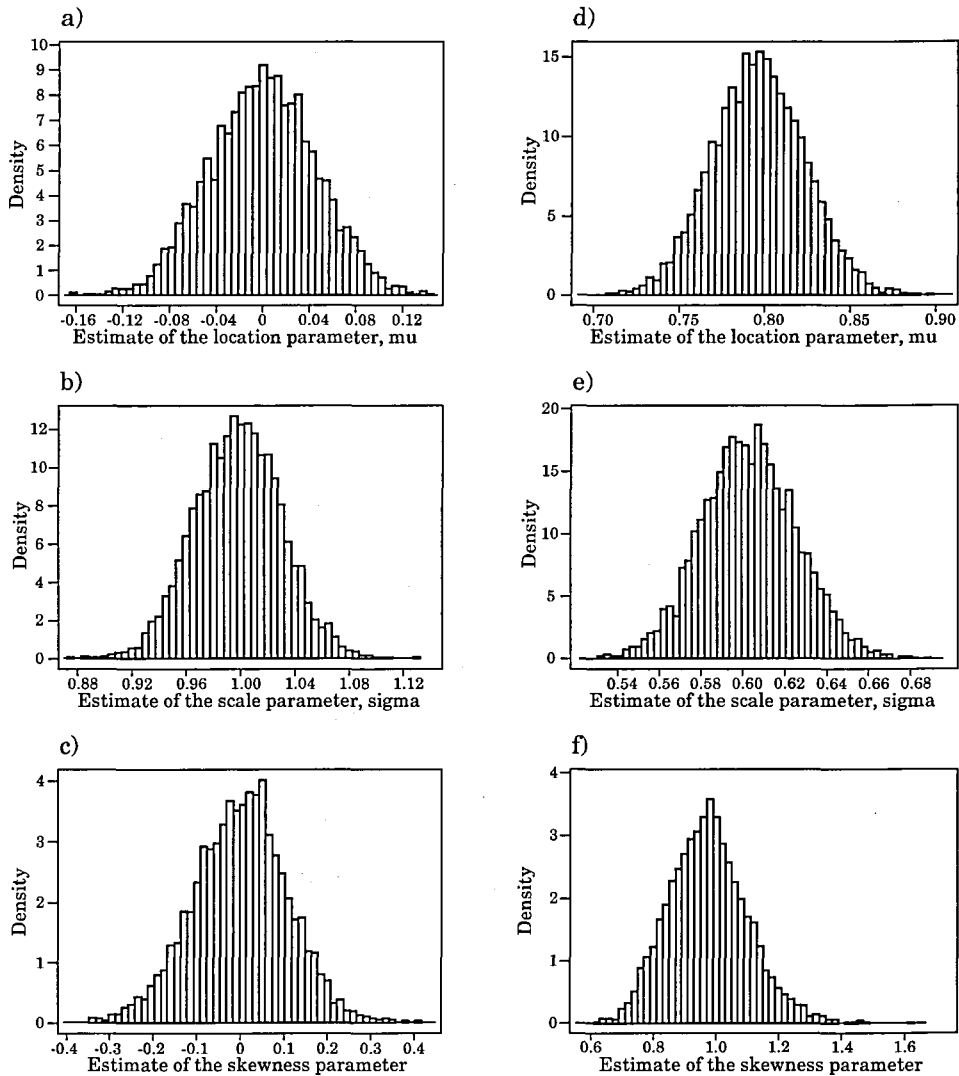 a)
10
9
8
7
6
5
4
3
2
1
0
Density
-0.16 -0.12 -0.08 -0.04 0 0.04 0.08 0.12
Estimate of the location parameter, mu
d)
15
10
5
0
Density
0.70 0.75 0.80 0.85 0.90
Estimate of the location parameter, mu
b)
12
10
8
6
4
2
0
Density
0.88 0.92 0.96 1.00 1.04 1.08 1.12
Estimate of the scale parameter, sigma
e)
20
15
10
5
0
Density
0.54 0.56 0.58 0.60 0.62 0.64 0.66 0.68
Estimate of the scale parameter, sigma
c)
4
3
2
1
0
Density
-0.4 -0.3 -0.2 -0.1 0 0.1 0.2 0.3 0.4
Estimate of the skewness parameter
f)
4
3
2
1
0
Density
0.6 0.8 1.0 1.2 1.4 1.6
Estimate of the skewness parameter